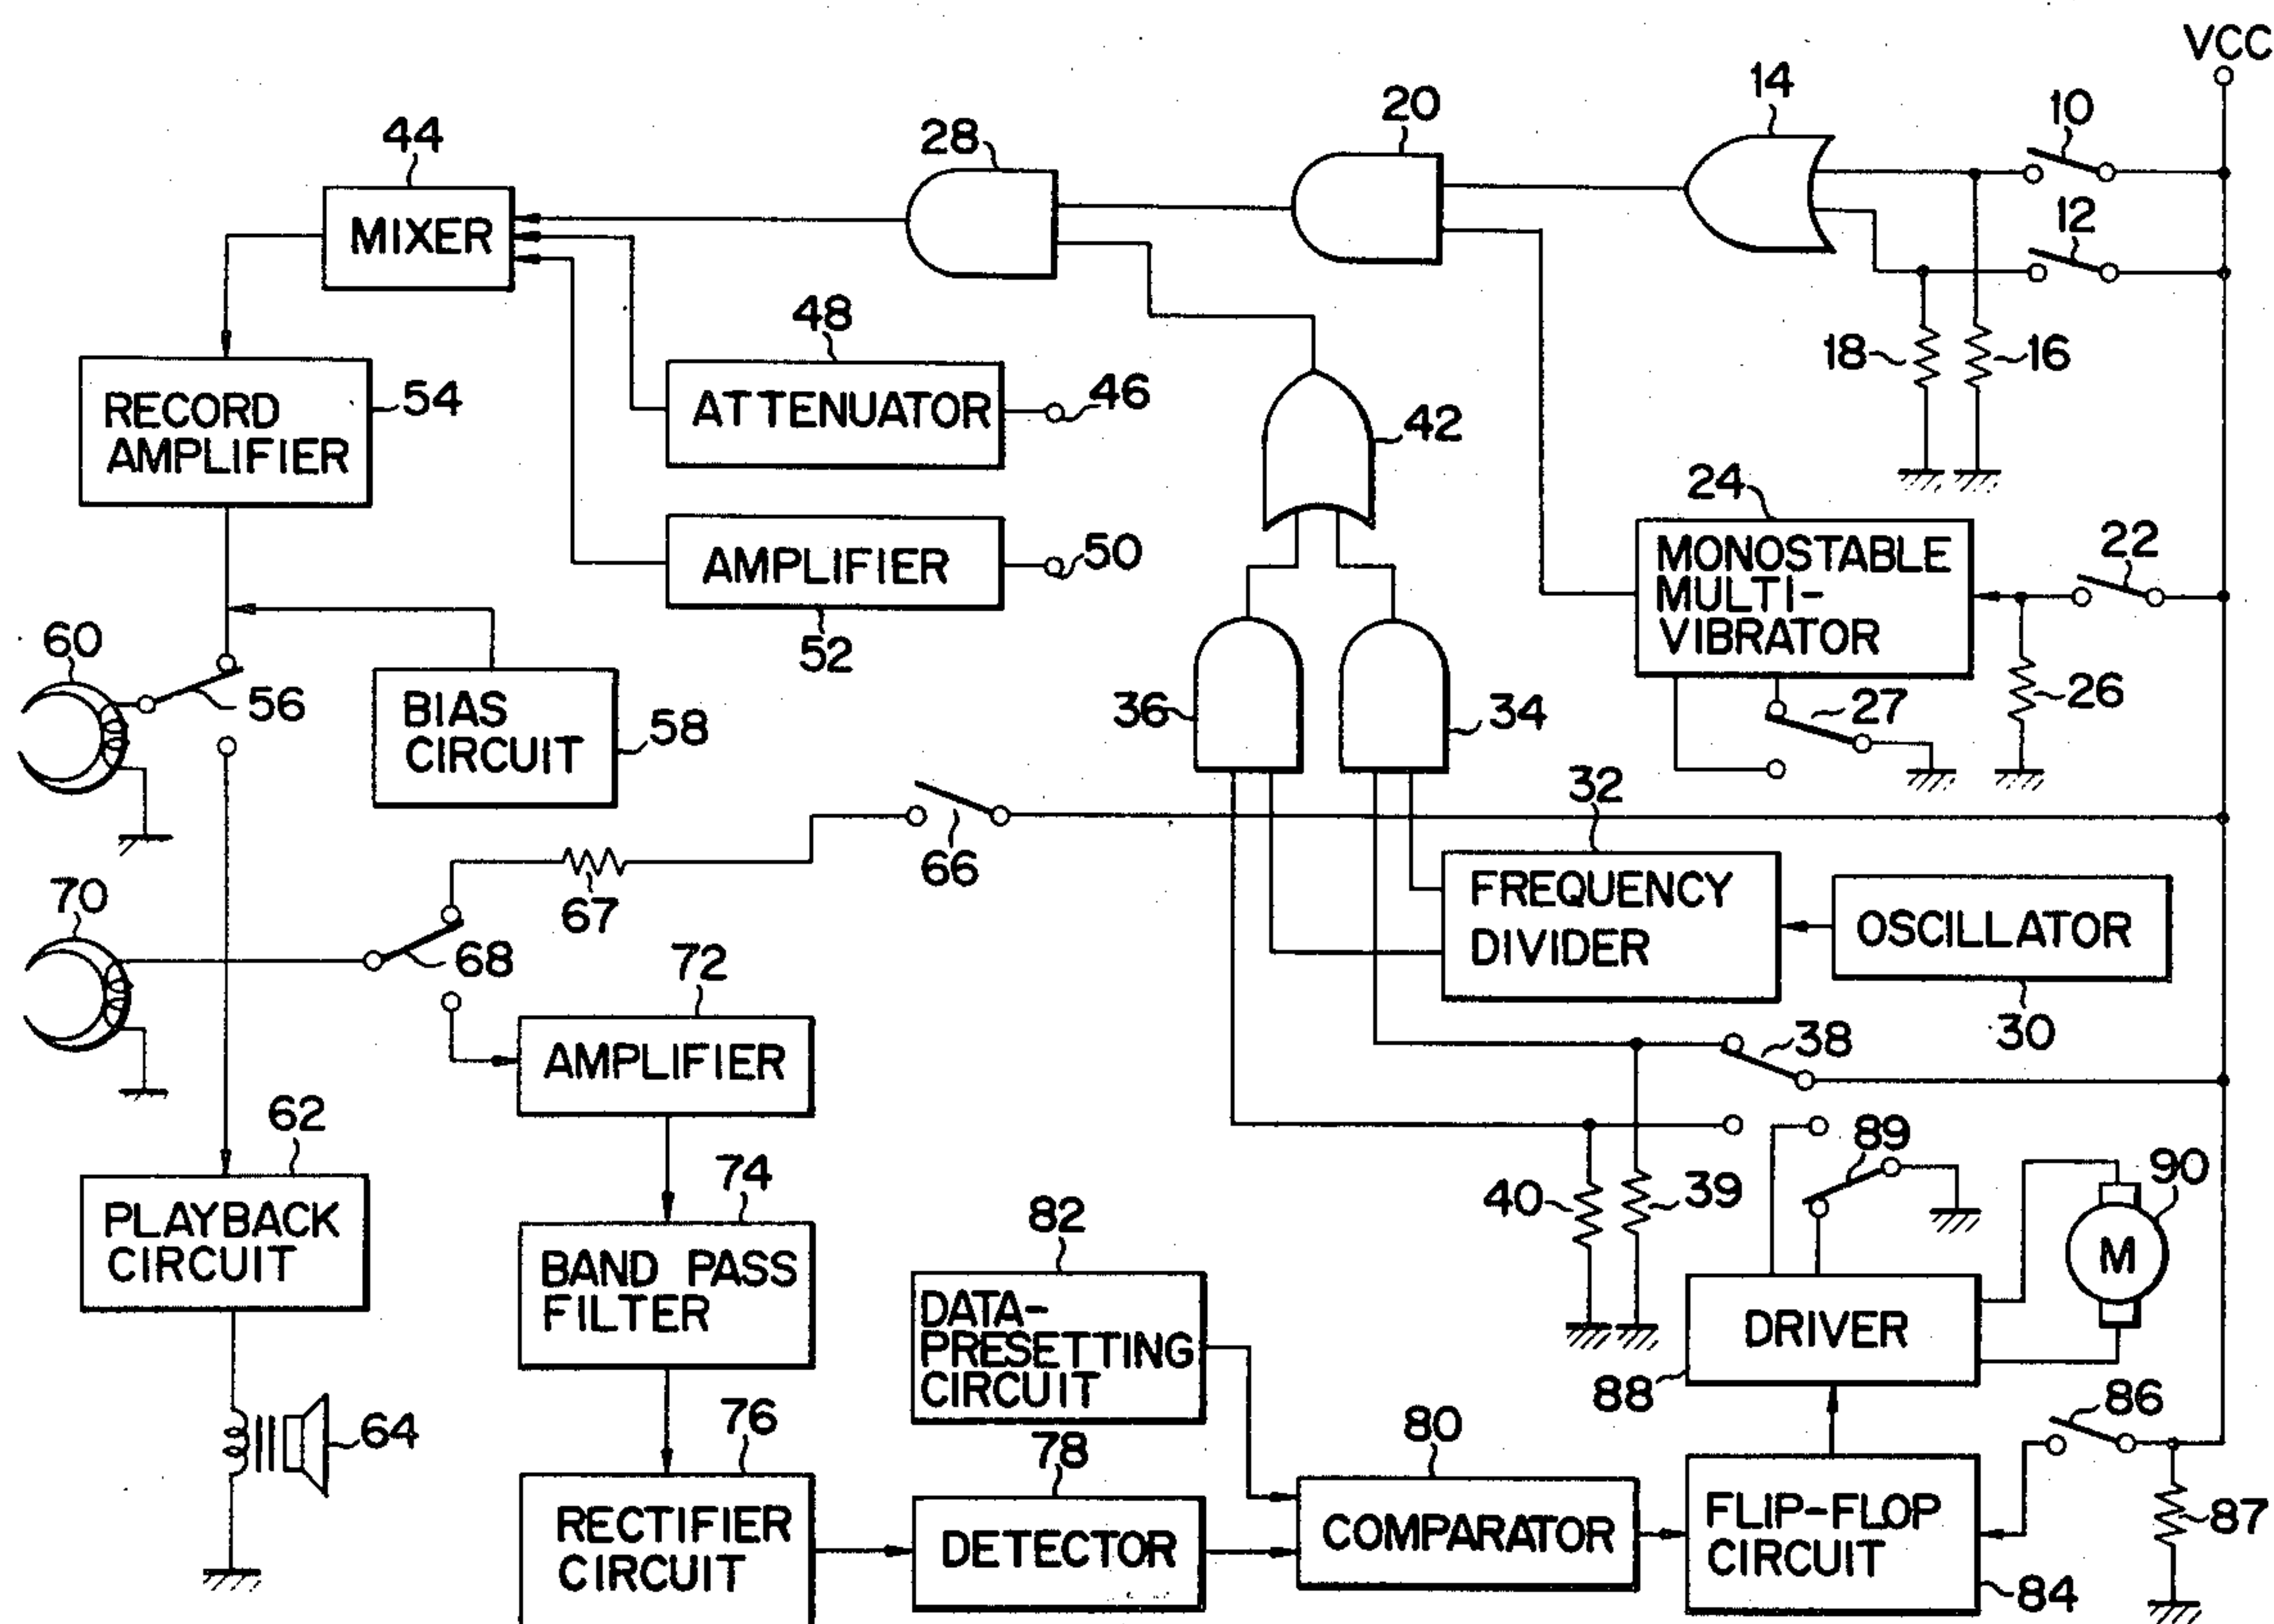 VCC
14
10
20
28
44
12
MIXER
48
18
16
46
ATTENUATOR
RECORD
AMPLIFIER
54
42
24
22
50
AMPLIFIER
MONOSTABLE
MULTI-
VIBRATOR
52
60
56
BIAS
CIRCUIT
58
36
34
27
26
32
66
67
70
FREQUENCY
DIVIDER
OSCILLATOR
68
72
30
38
AMPLIFIER
62
89
90
74
40
39
82
PLAYBACK
CIRCUIT
M
BAND PASS
FILTER
DATA-
PRESETTING
CIRCUIT
DRIVER
88
86
64
76
78
80
RECTIFIER
CIRCUIT
DETECTOR
COMPARATOR
FLIP-FLOP
CIRCUIT
87
84